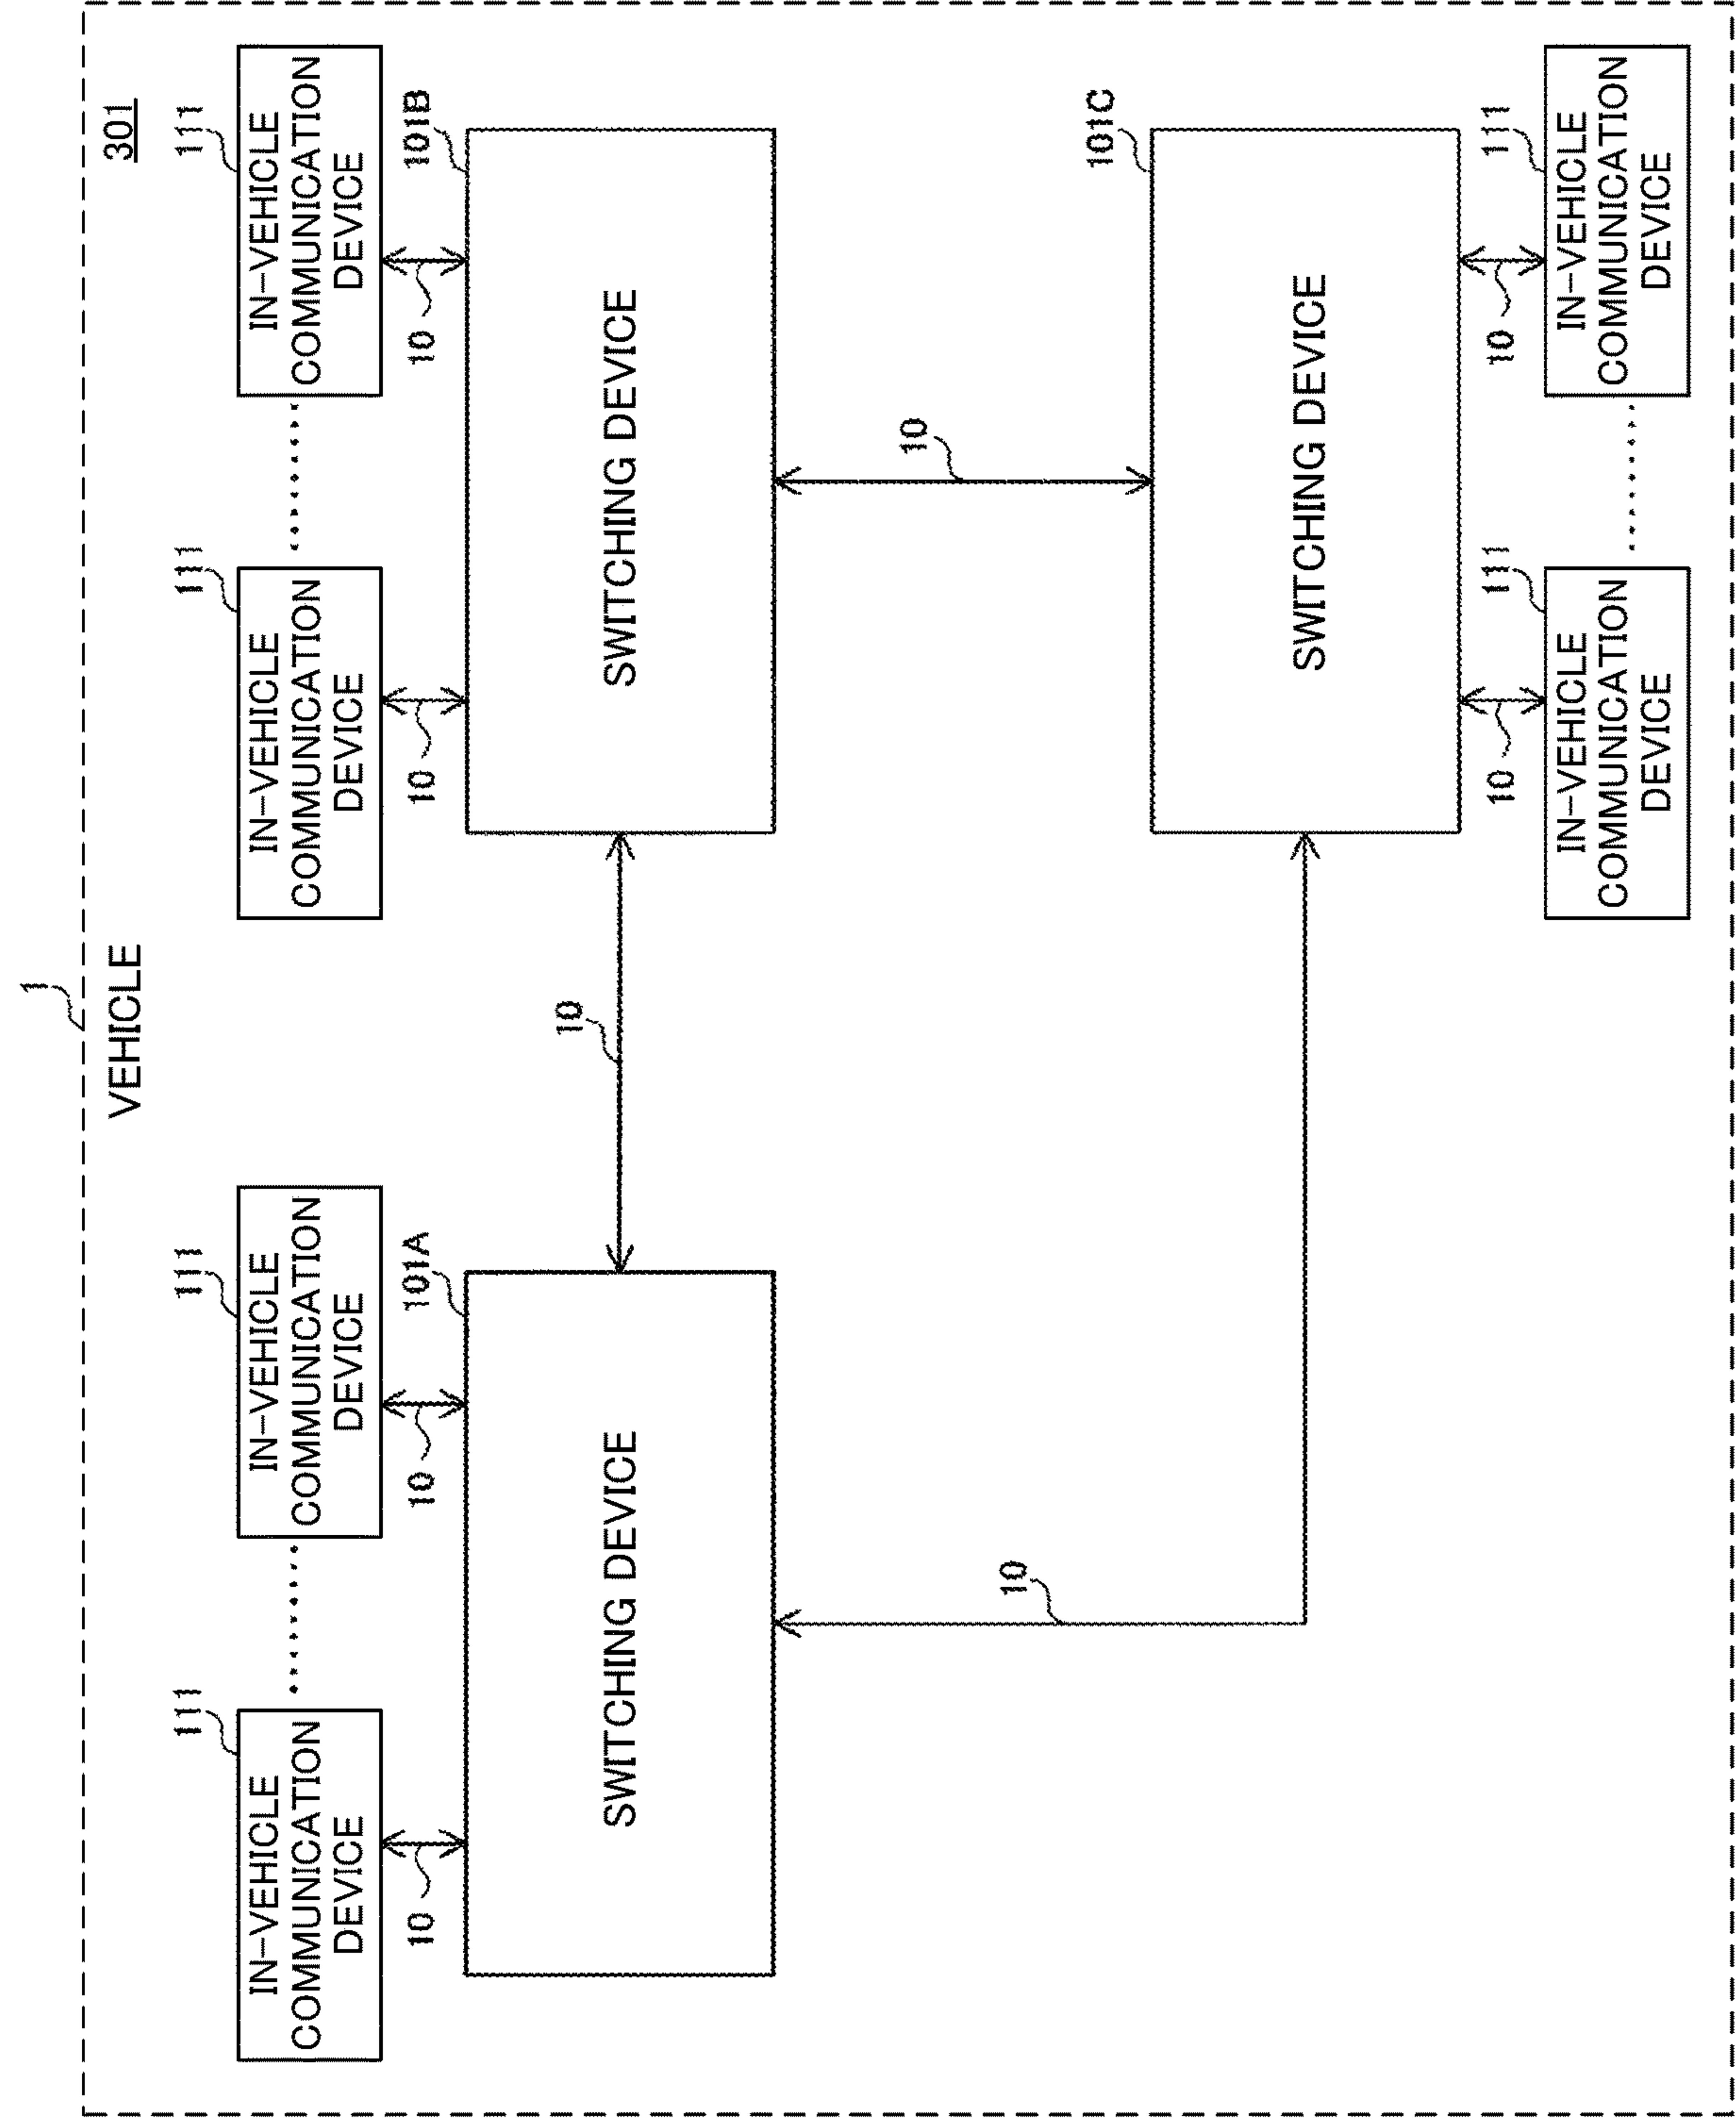 1
VEHICLE
301
111
IN-VEHICLE
COMMUNICATION
DEVICE
111
IN-VEHICLE
COMMUNICATION
DEVICE
111
IN-VEHICLE
COMMUNICATION
DEVICE
111
IN-VEHICLE
COMMUNICATION
DEVICE
10
10
101A
10
10
101B
SWITCHING DEVICE
10
SWITCHING DEVICE
10
10
101C
SWITCHING DEVICE
10
10
111
IN-VEHICLE
COMMUNICATION
DEVICE
111
IN-VEHICLE
COMMUNICATION
DEVICE